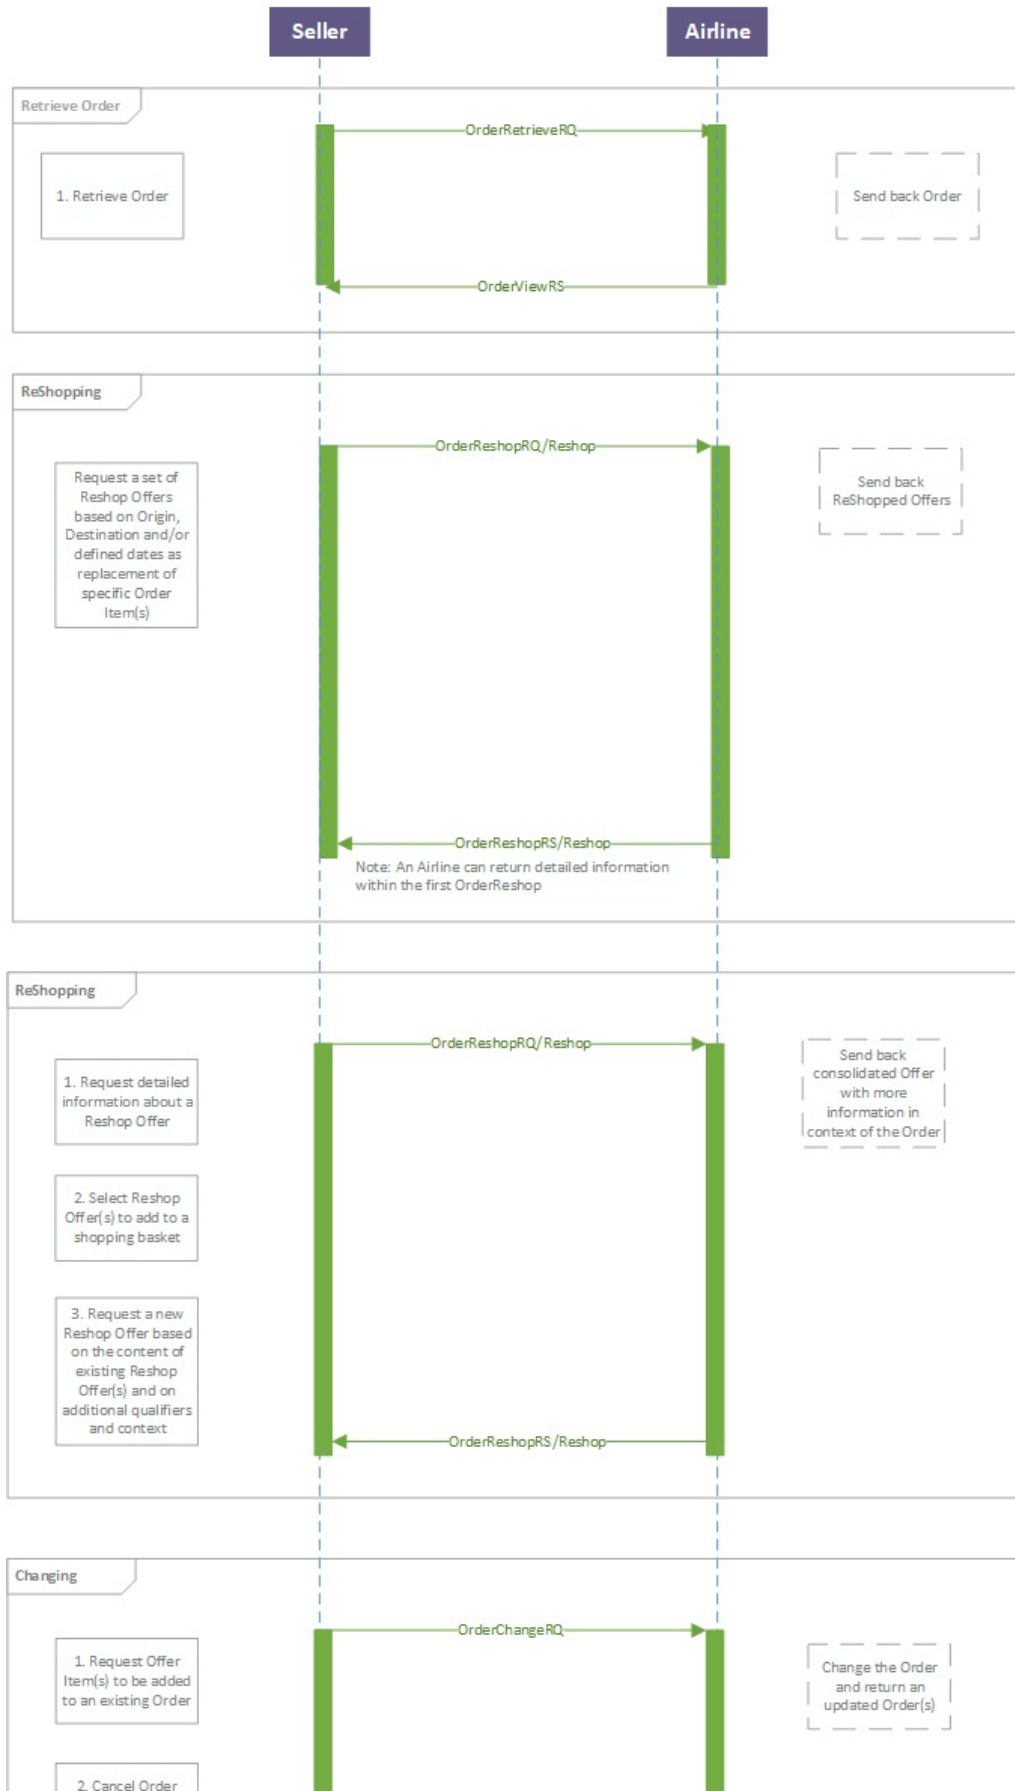 Seller
Airline
Retrieve Order
OrderRetrieveRQ
1. Retrieve Order
Send back Order
OrderViewRS
ReShopping
OrderReshopRQ/Reshop
Request a set of
Reshop Offers
based on Origin,
Destination and/or
defined dates as
replacement of
specific Order
Item(s)
Send back
ReShopped Offers
OrderReshopRS/Reshop
Note: An Airline can return detailed information
within the first OrderReshop
ReShopping
OrderReshopRQ/Reshop
1. Request detailed
information about a
Reshop Offer
Send back
consolidated Offer
with more
information in
context of the Order
2. Select Reshop
Offer(s) to add to a
shopping basket
3. Request a new
Reshop Offer based
on the content of
existing Reshop
Offer(s) and on
additional qualifiers
and context
OrderReshopRS/Reshop
Changing
OrderChangeRQ
1. Request Offer
Item(s) to be added
to an existing Order
Change the Order
and return an
updated Order(s)
2. Cancel Order